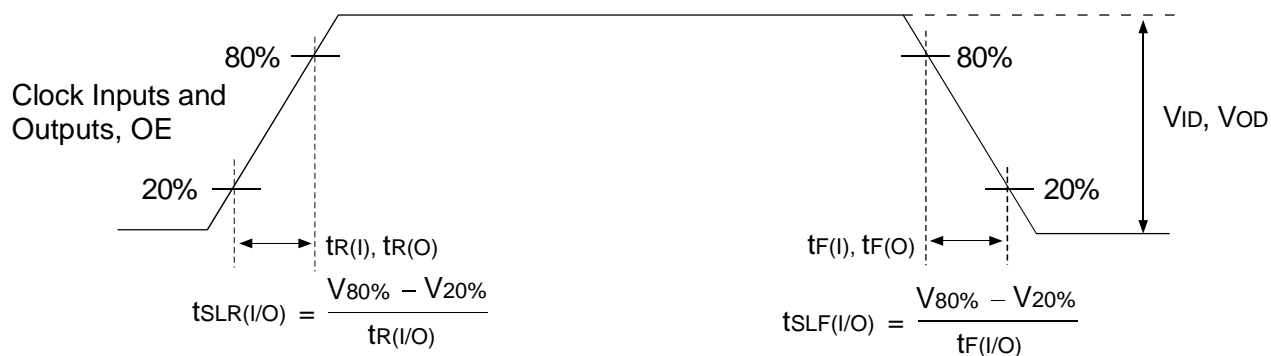 80%
80%
Clock Inputs and
Outputs, OE
VID, VOD
20%
20%
tR(I), tR(O)
tF(I), tF(O)
tSLR(I/O) = V80% – V20%
tR(I/O)
tSLF(I/O) = V80% – V20%
tF(I/O)